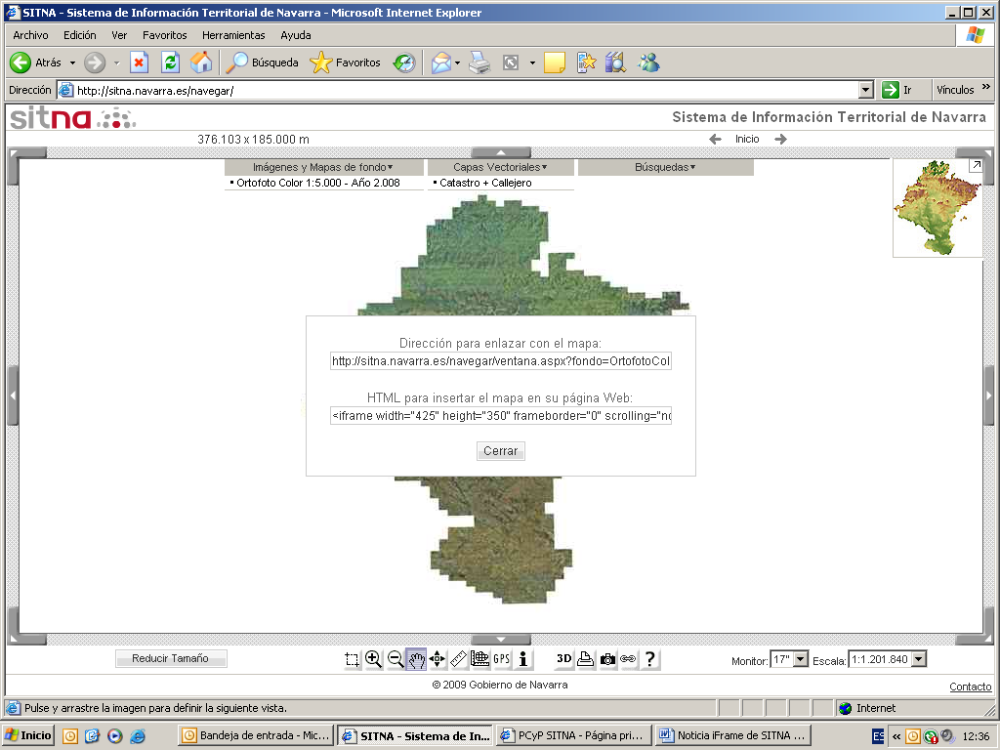 SITNA - Sistema de Información Territorial de Navarra - Microsoft Internet Explorer
Archivo Edición Ver Favoritos Herramientas Ayuda
Atrás Búsqueda Favoritos
Dirección http://sitna.navarra.es/navegar/ Ir Vínculos »
sitna Sistema de Información Territorial de Navarra
376.103 x 185.000 m Inicio
Imágenes y Mapas de fondo Capas Vectoriales Búsquedas
• Ortofoto Color 1:5.000 - Año 2.008 • Catastro + Callejero
Dirección para enlazar con el mapa:
http://sitna.navarra.es/navegar/ventana.aspx?fondo=OrtofotoCol
HTML para insertar el mapa en su página Web:
<iframe width="425" height="350" frameborder="0" scrolling="no
Cerrar
Reducir Tamaño GPS i 3D ? Monitor: 17" Escala: 1:1.201.840
© 2009 Gobierno de Navarra
Contacto
Pulse y arrastre la imagen para definir la siguiente vista. Internet
Inicio Bandeja de entrada - Mic... SITNA - Sistema de In... PCyP SITNA - Página pri... Noticia iFrame de SITNA ... ES « 12:36